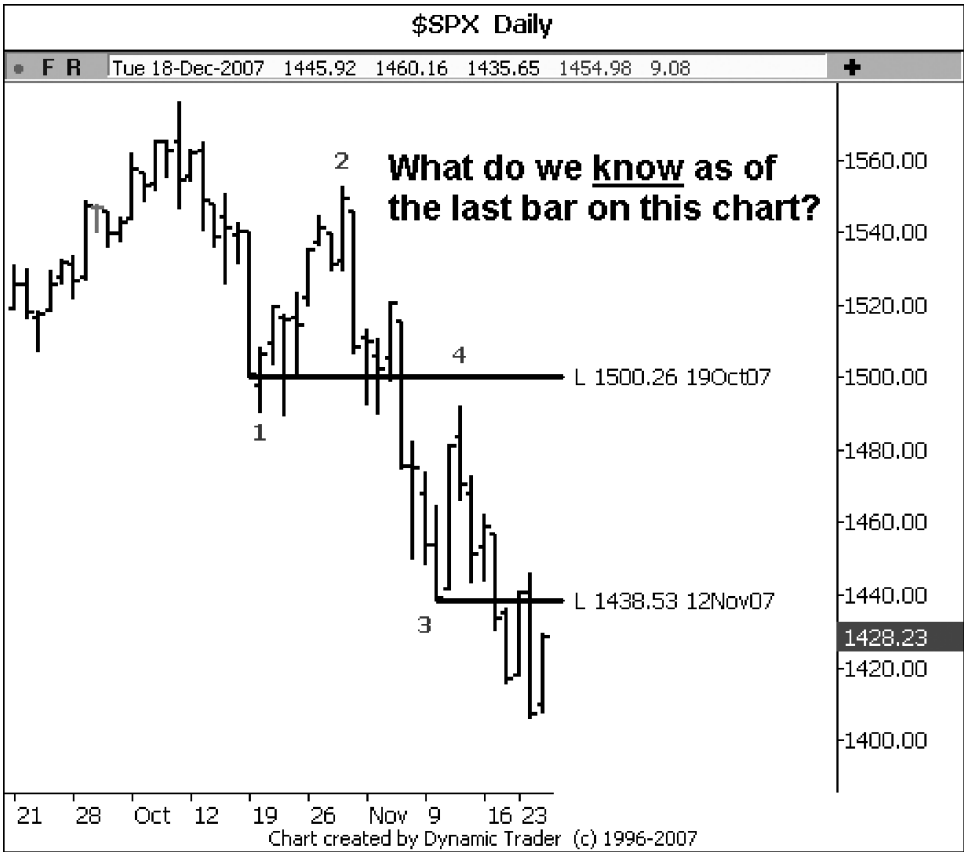 $SPX Daily
F R Tue 18-Dec-2007 1445.92 1460.16 1435.65 1454.98 9.08
What do we know as of
the last bar on this chart?
2
4
1
3
L 1500.26 19Oct07
L 1438.53 12Nov07
1560.00
1540.00
1520.00
1500.00
1480.00
1460.00
1440.00
1428.23
1420.00
1400.00
21 28 Oct 12 19 26 Nov 9 16 23
Chart created by Dynamic Trader (c) 1996-2007